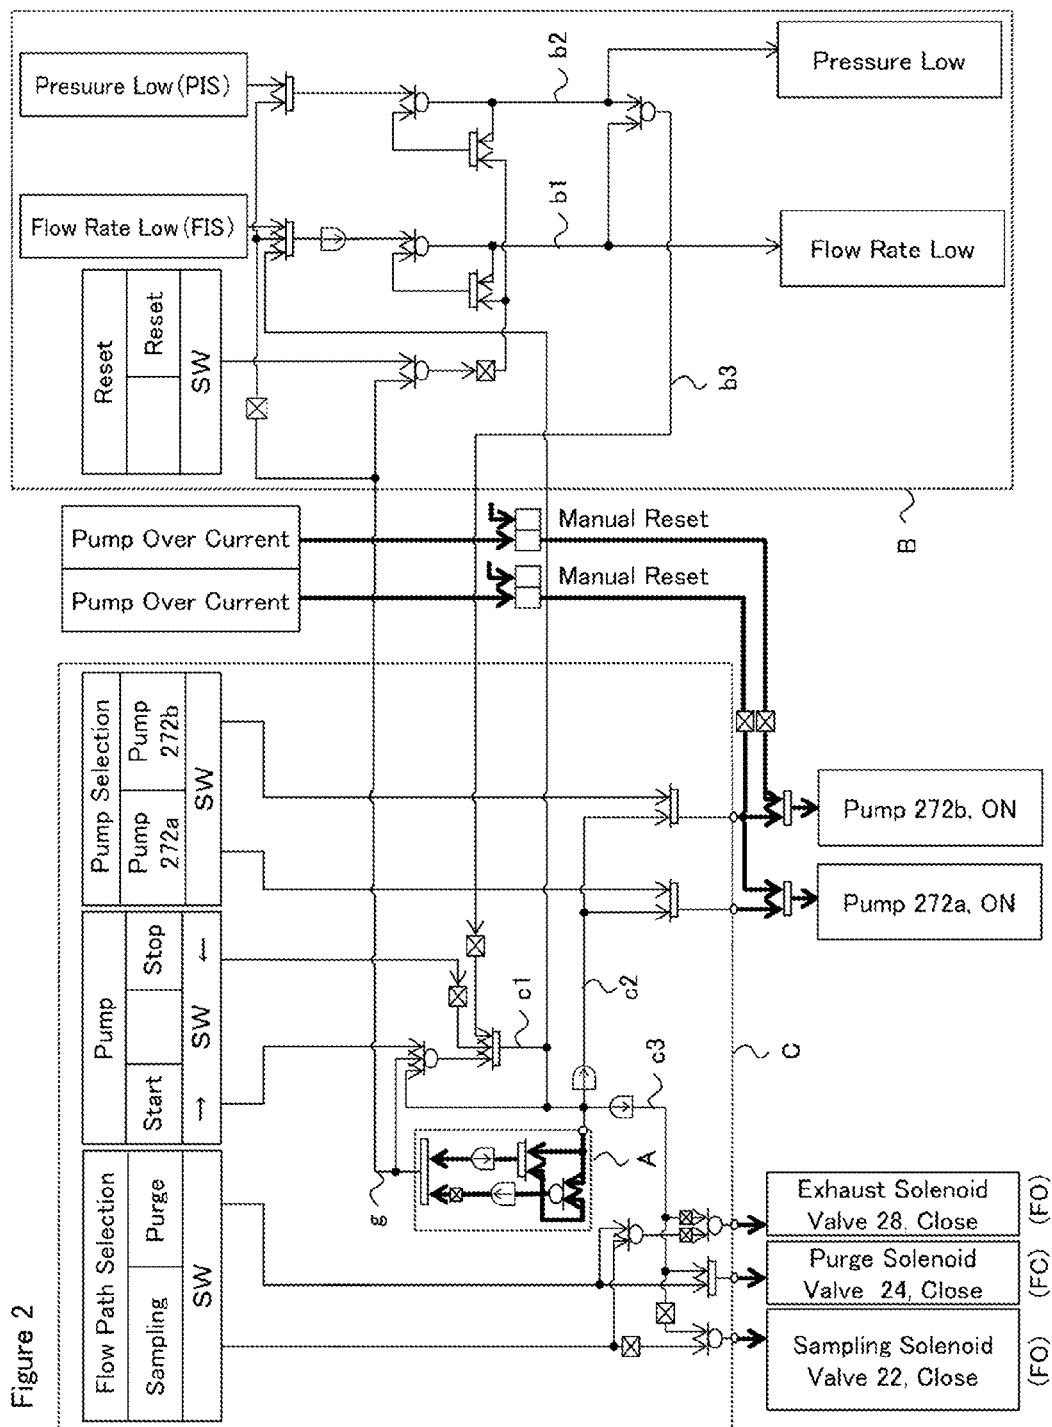 Figure 2
Presuure Low(PIS)
Flow Rate Low(FIS)
Reset
Reset
SW
b2
b1
b3
Pressure Low
Flow Rate Low
B
Pump Over Current
Pump Over Current
Manual Reset
Manual Reset
Pump Selection
Pump 272a
Pump 272b
SW
Pump
Start
Stop
→ SW ←
Flow Path Selection
Sampling
Purge
SW
g
A
c1
c2
c3
C
Pump 272b, ON
Pump 272a, ON
Exhaust Solenoid
Valve 28, Close
(FO)
Purge Solenoid
Valve 24, Close
(FC)
Sampling Solenoid
Valve 22, Close
(FO)